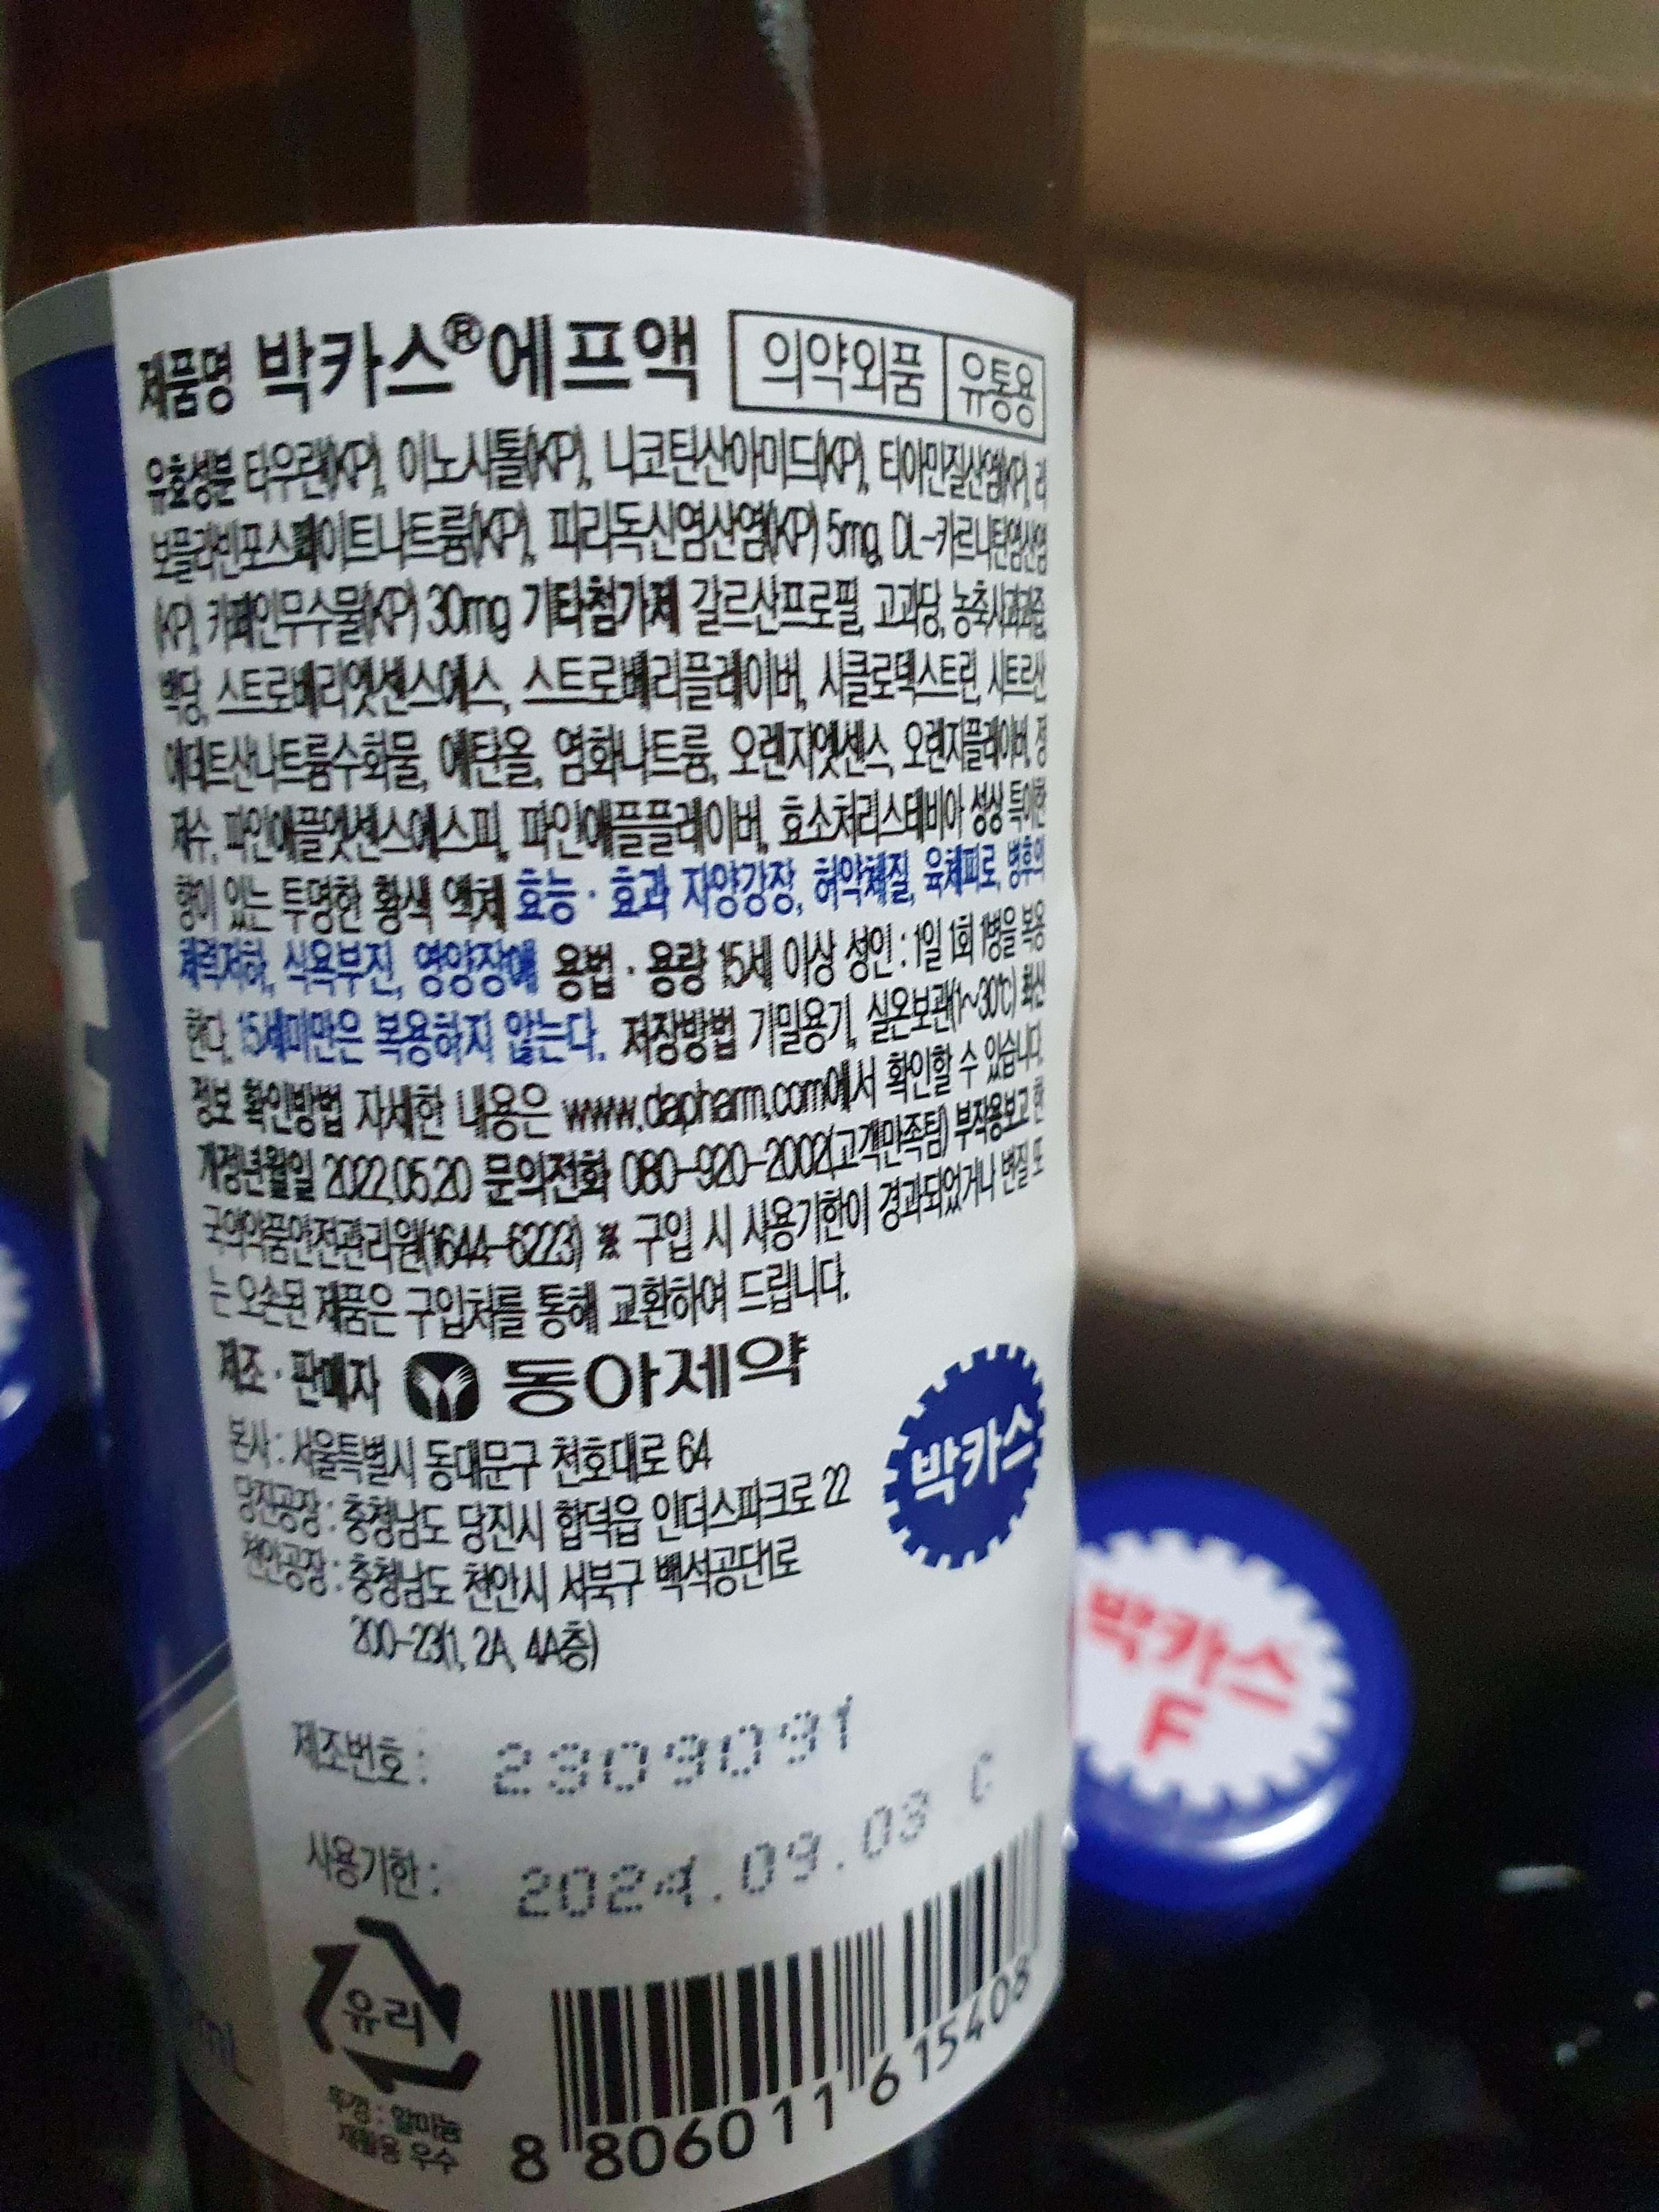 제품명 박카스®에프액 의약외품 유통용
유효성분 타우린(KP), 이노시톨(KP), 니코틴산아미드(KP), 티아민질산염(KP), 리
보플라빈포스페이트나트륨(KP), 피리독신염산염(KP) 5mg, DL-카르니틴염산염
(KP), 카페인무수물(KP) 30mg 기타첨가제 갈르산프로필, 고과당, 농축사과과즙,
백당, 스트로베리엣센스에스, 스트로베리플레이버, 시클로덱스트린, 시트르산
에데트산나트륨수화물, 에탄올, 염화나트륨, 오렌지엣센스, 오렌지플레이버, 정
제수, 파인애플엣센스에스피, 파인애플플레이버, 효소처리스테비아 성상 특이한
향이 있는 투명한 황색 액체 효능·효과 자양강장, 허약체질, 육체피로, 병후의
체력저하, 식욕부진, 영양장애 용법·용량 15세 이상 성인 : 1일 1회 1병을 복용
한다. 15세미만은 복용하지 않는다. 저장방법 기밀용기, 실온보관(1~30℃) 최신
정보 확인방법 자세한 내용은 www.dapharm.com에서 확인할 수 있습니다.
개정년월일 2022.05.20 문의전화 080-920-2002(고객만족팀) 부작용보고 한
국의약품안전관리원(1644-6223) ※ 구입 시 사용기한이 경과되었거나 변질 또
는 오손된 제품은 구입처를 통해 교환하여 드립니다.
제조·판매자 동아제약
본사 : 서울특별시 동대문구 천호대로 64
당진공장 : 충청남도 당진시 합덕읍 인더스파크로 22
천안공장 : 충청남도 천안시 서북구 백석공단1로
200-23(1, 2A, 4A층)
박카스
박카스
F
제조번호 : 2309091
사용기한 : 2024.09.03 C
유리
뚜껑 : 알미늄
재활용 우수
mL
8 806011 615408